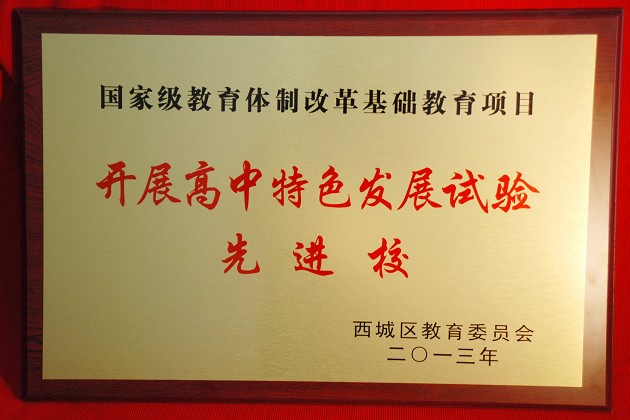 国家级教育体制改革基础教育项目
开展高中特色发展试验
先进校
西城区教育委员会
二〇一三年